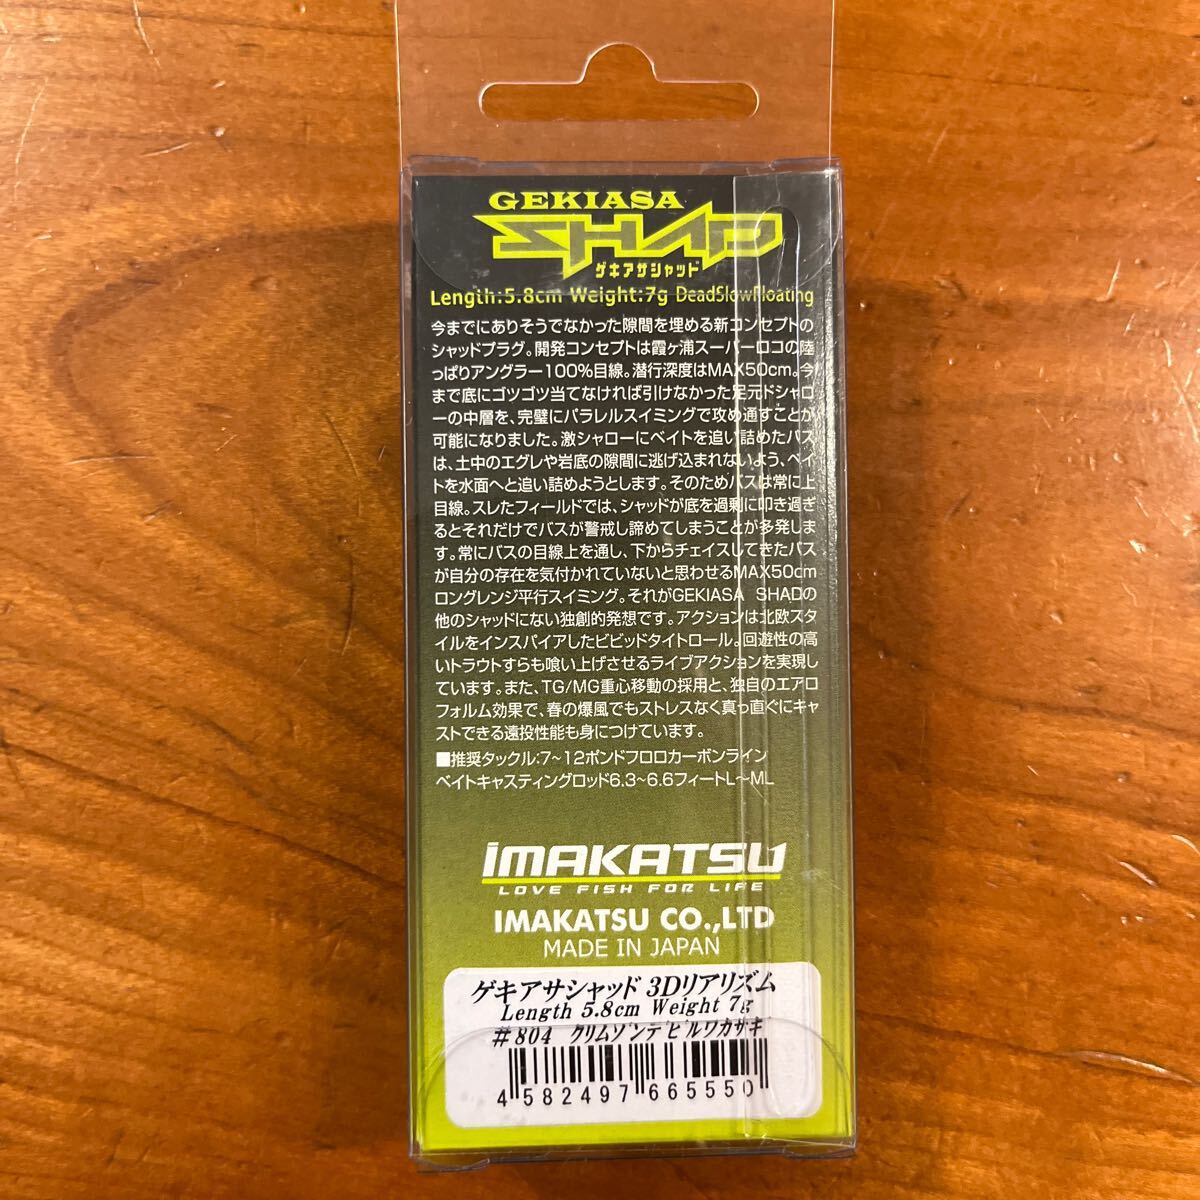 GEKIASA
SHAD
ゲキアサシャッド
Length:5.8cm Weight:7g DeadSlowFloating
今までにありそうでなかった隙間を埋める新コンセプトの
シャッドプラグ。開発コンセプトは霞ヶ浦スーパーロコの陸
っぱりアングラー100%目線。潜行深度はMAX50cm。今
まで底にゴツゴツ当てなければ引けなかった足元ドシャロ
ーの中層を、完璧にパラレルスイミングで攻め通すことが
可能になりました。激シャローにベイトを追い詰めたバス
は、土中のエグレや岩底の隙間に逃げ込まれないよう、ベイ
トを水面へと追い詰めようとします。そのためバスは常に上
目線。スレたフィールドでは、シャッドが底を過剰に叩き過ぎ
るとそれだけでバスが警戒し諦めてしまうことが多発しま
す。常にバスの目線上を通し、下からチェイスしてきたバス
が自分の存在を気付かれていないと思わせるMAX50cm
ロングレンジ平行スイミング。それがGEKIASA SHADの
他のシャッドにない独創的発想です。アクションは北欧スタ
イルをインスパイアしたビビッドタイトロール。回遊性の高
いトラウトすらも喰い上げさせるライブアクションを実現し
ています。また、TG/MG重心移動の採用と、独自のエアロ
フォルム効果で、春の爆風でもストレスなく真っ直ぐにキャ
ストできる遠投性能も身につけています。
■推奨タックル:7~12ポンドフロロカーボンライン
ベイトキャスティングロッド6.3~6.6フィートL~ML
IMAKATSU
LOVE FISH FOR LIFE
IMAKATSU CO.,LTD
MADE IN JAPAN
ゲキアサシャッド 3Dリアリズム
Length 5.8cm Weight 7g
#804 クリムゾンデビルワカサギ
4 582497 665550